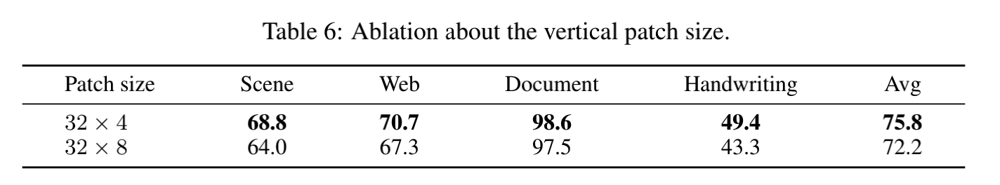 Table 6: Ablation about the vertical patch size.
Patch size Scene Web Document Handwriting Avg
32 × 4 68.8 70.7 98.6 49.4 75.8
32 × 8 64.0 67.3 97.5 43.3 72.2